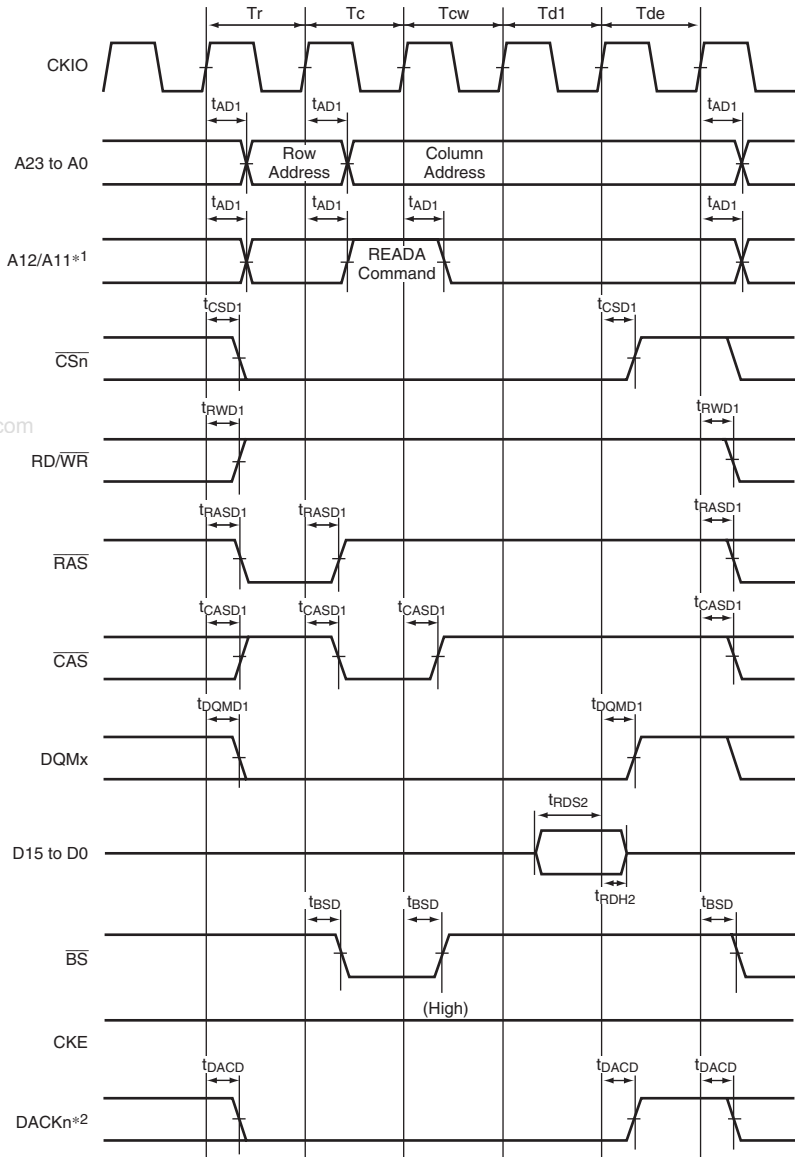 Tr Tc Tcw Td1 Tde
CKIO
tAD1 tAD1 tAD1
A23 to A0
Row
Address
Column
Address
tAD1 tAD1 tAD1 tAD1
A12/A11*1
READA
Command
tCSD1 tCSD1
CSn
tRWD1 tRWD1
com
RD/WR
tRASD1 tRASD1 tRASD1
RAS
tCASD1 tCASD1 tCASD1 tCASD1
CAS
tDQMD1 tDQMD1
DQMx
tRDS2
D15 to D0
tRDH2
tBSD tBSD tBSD
BS
(High)
CKE
tDACD tDACD tDACD
DACKn*2